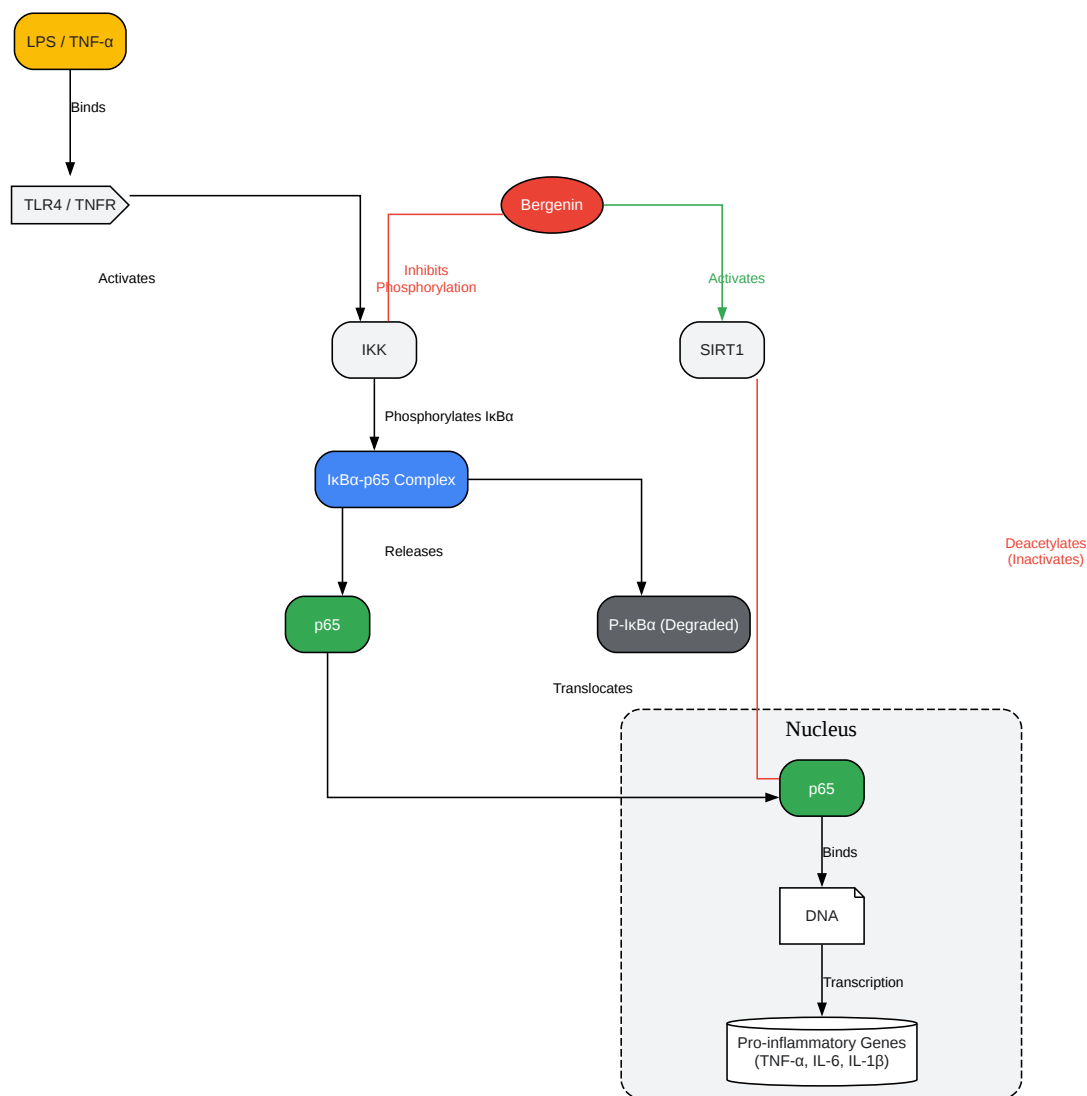 LPS / TNF-α
Binds
TLR4 / TNFR
Bergenin
Activates
Inhibits
Phosphorylation
Activates
IKK
SIRT1
Phosphorylates IκBα
IκBα-p65 Complex
Releases
Deacetylates
(Inactivates)
p65
P-IκBα (Degraded)
Translocates
Nucleus
p65
Binds
DNA
Transcription
Pro-inflammatory Genes
(TNF-α, IL-6, IL-1β)